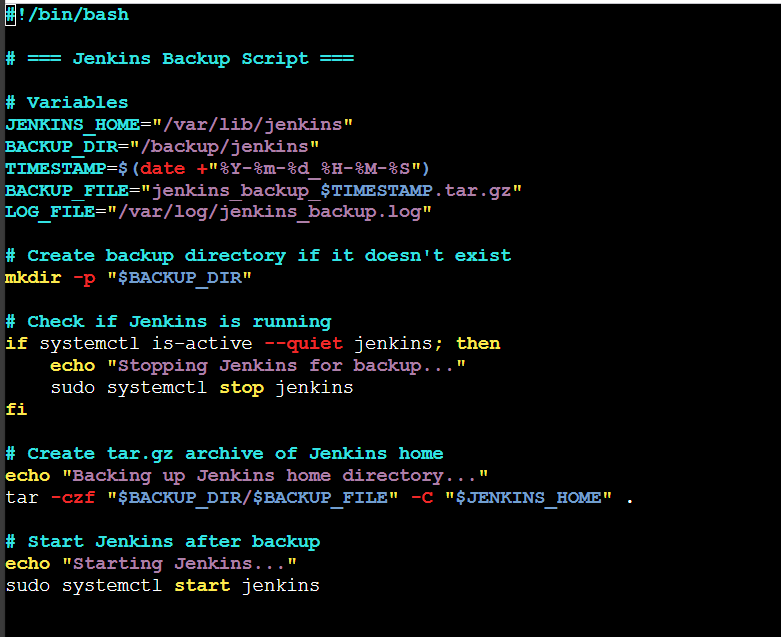 #!/bin/bash
# === Jenkins Backup Script ===
# Variables
JENKINS_HOME="/var/lib/jenkins"
BACKUP_DIR="/backup/jenkins"
TIMESTAMP=$(date +"%Y-%m-%d_%H-%M-%S")
BACKUP_FILE="jenkins_backup_$TIMESTAMP.tar.gz"
LOG_FILE="/var/log/jenkins_backup.log"
# Create backup directory if it doesn't exist
mkdir -p "$BACKUP_DIR"
# Check if Jenkins is running
if systemctl is-active --quiet jenkins; then
    echo "Stopping Jenkins for backup..."
    sudo systemctl stop jenkins
fi
# Create tar.gz archive of Jenkins home
echo "Backing up Jenkins home directory..."
tar -czf "$BACKUP_DIR/$BACKUP_FILE" -C "$JENKINS_HOME" .
# Start Jenkins after backup
echo "Starting Jenkins..."
sudo systemctl start jenkins